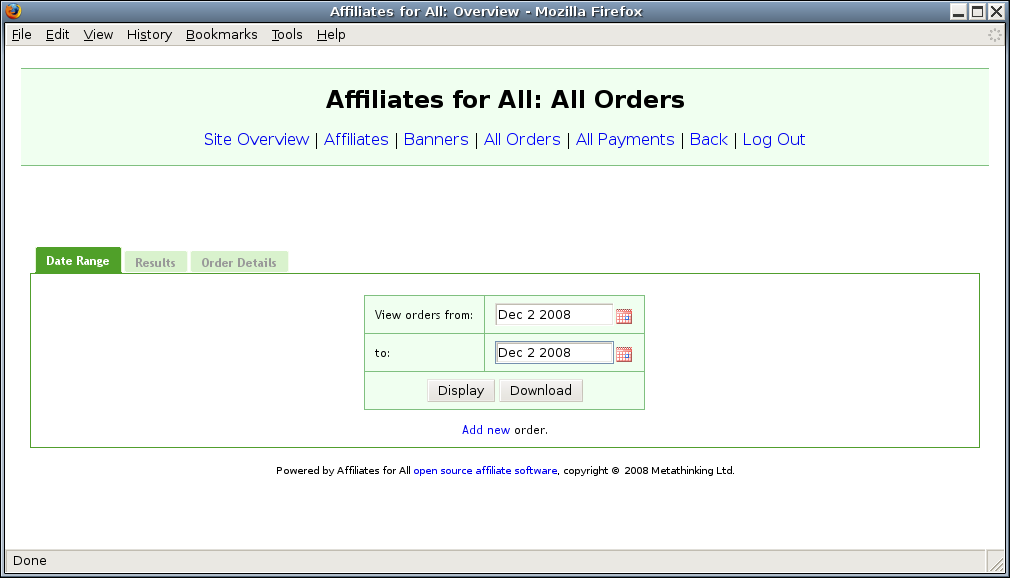 Affiliates for All: Overview - Mozilla Firefox
File Edit View History Bookmarks Tools Help
Affiliates for All: All Orders
Site Overview | Affiliates | Banners | All Orders | All Payments | Back | Log Out
Date Range Results Order Details
View orders from: Dec 2 2008
to: Dec 2 2008
Display Download
Add new order.
Powered by Affiliates for All open source affiliate software, copyright © 2008 Metathinking Ltd.
Done